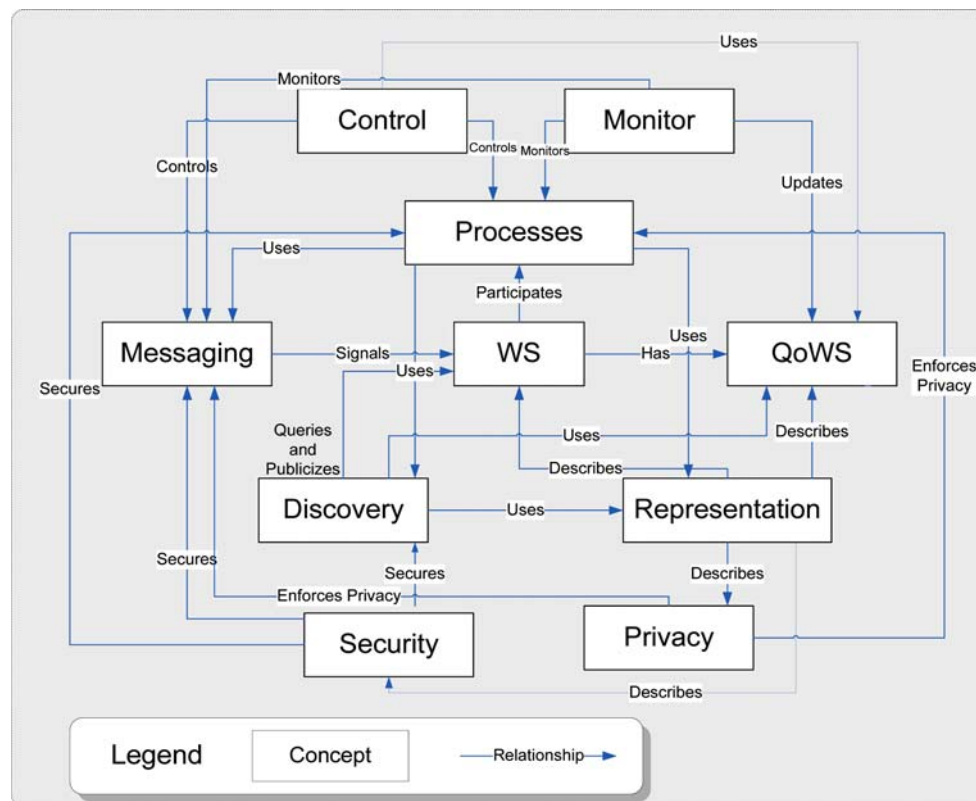 Uses
Monitors
Control
Monitor
Controls
Monitors
Controls
Updates
Processes
Uses
Participates
Messaging
Signals
WS
Has
Uses
QoWS
Uses
Secures
Enforces
Privacy
Queries
and
Publicizes
Uses
Describes
Describes
Discovery
Uses
Representation
Secures
Secures
Describes
Enforces Privacy
Security
Privacy
Describes
Legend
Concept
Relationship